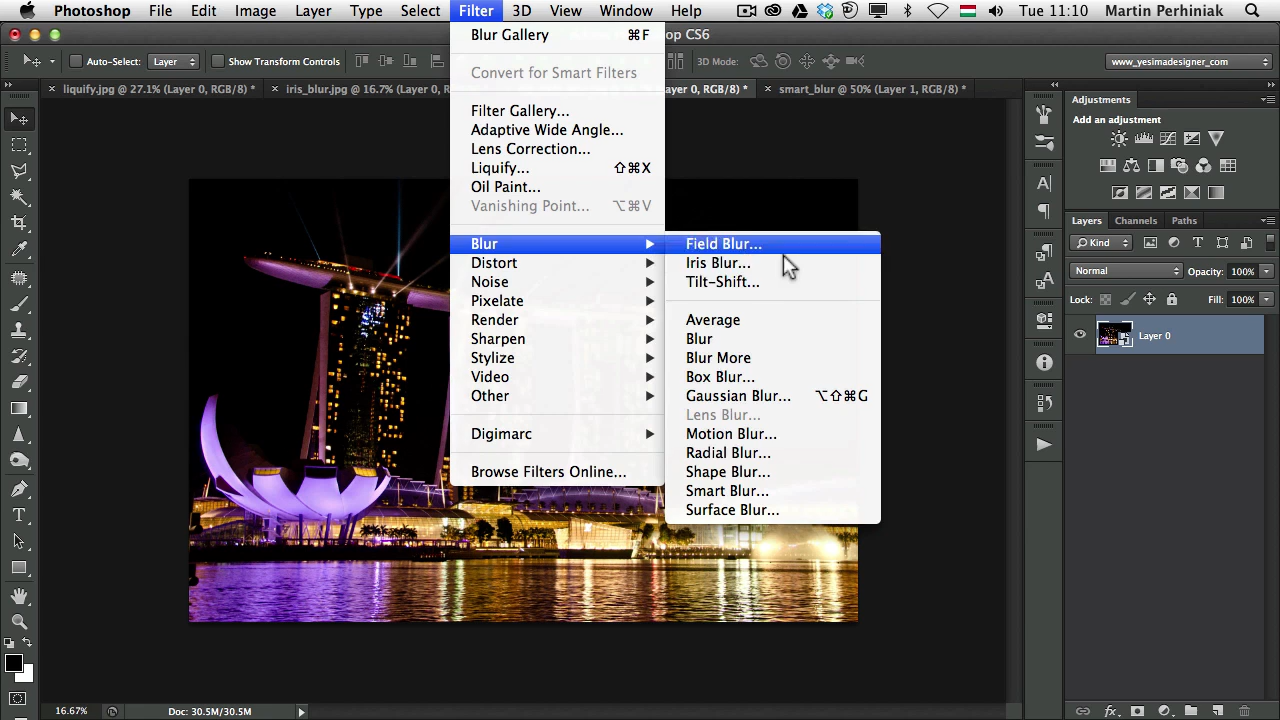 Photoshop File Edit Image Layer Type Select Filter 3D View Window Help Tue 11:10 Martin Perhiniak
op CS6
Auto-Select: Layer Show Transform Controls 3D Mode: www_yesimadesigner_com
× liquify.jpg @ 27.1% (Layer 0, RGB/8) * × iris_blur.jpg @ 16.7% (Layer 0, R ayer 0, RGB/8) * × smart_blur @ 50% (Layer 1, RGB/8) *
Blur Gallery ⌘F
Convert for Smart Filters
Filter Gallery...
Adaptive Wide Angle...
Lens Correction...
Liquify... ⇧⌘X
Oil Paint...
Vanishing Point... ⌥⌘V
Blur
Distort
Noise
Pixelate
Render
Sharpen
Stylize
Video
Other
Digimarc
Browse Filters Online...
Field Blur...
Iris Blur...
Tilt-Shift...
Average
Blur
Blur More
Box Blur...
Gaussian Blur... ⌥⇧⌘G
Lens Blur...
Motion Blur...
Radial Blur...
Shape Blur...
Smart Blur...
Surface Blur...
Adjustments
Add an adjustment
Layers Channels Paths
Kind
Normal Opacity: 100%
Lock: Fill: 100%
Layer 0
16.67% Doc: 30.5M/30.5M